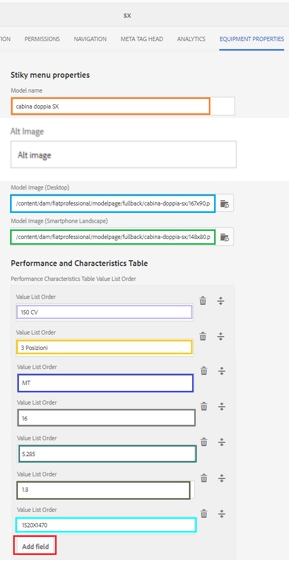 SX
ION
PERMISSIONS
NAVIGATION
META TAG HEAD
ANALYTICS
EQUIPMENT PROPERTIES
Stiky menu properties
Model name
cabina doppia SX
Alt Image
Alt image
Model Image (Desktop)
/content/dam/fiatprofessional/modelpage/fullback/cabina-doppia-sx/167x90.p
Model Image (Smartphone Landscape)
/content/dam/fiatprofessional/modelpage/fullback/cabina-doppia-sx/148x80.p
Performance and Characteristics Table
Performance Characteristics Table Value List Order
Value List Order
150 CV
Value List Order
3 Posizioni
Value List Order
MT
Value List Order
16
Value List Order
5.285
Value List Order
1.8
Value List Order
1520X1470
Add field